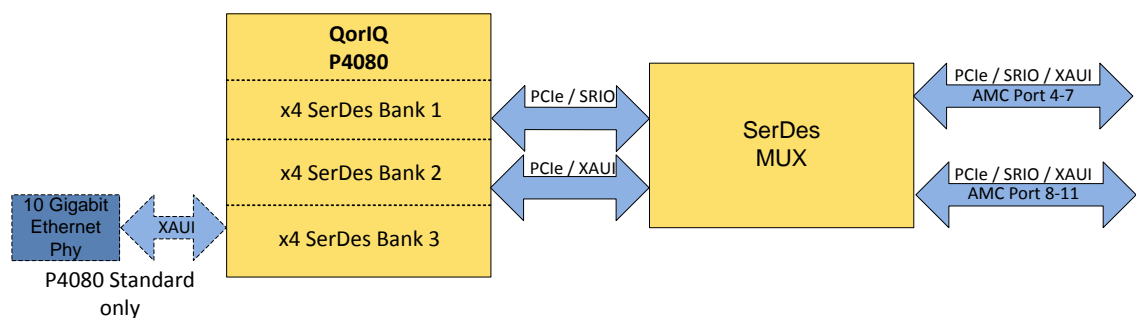 QorIQ
P4080
x4 SerDes Bank 1
x4 SerDes Bank 2
x4 SerDes Bank 3
10 Gigabit
Ethernet
Phy
XAUI
P4080 Standard
only
PCIe / SRIO
PCIe / XAUI
SerDes
MUX
PCIe / SRIO / XAUI
AMC Port 4-7
PCIe / SRIO / XAUI
AMC Port 8-11